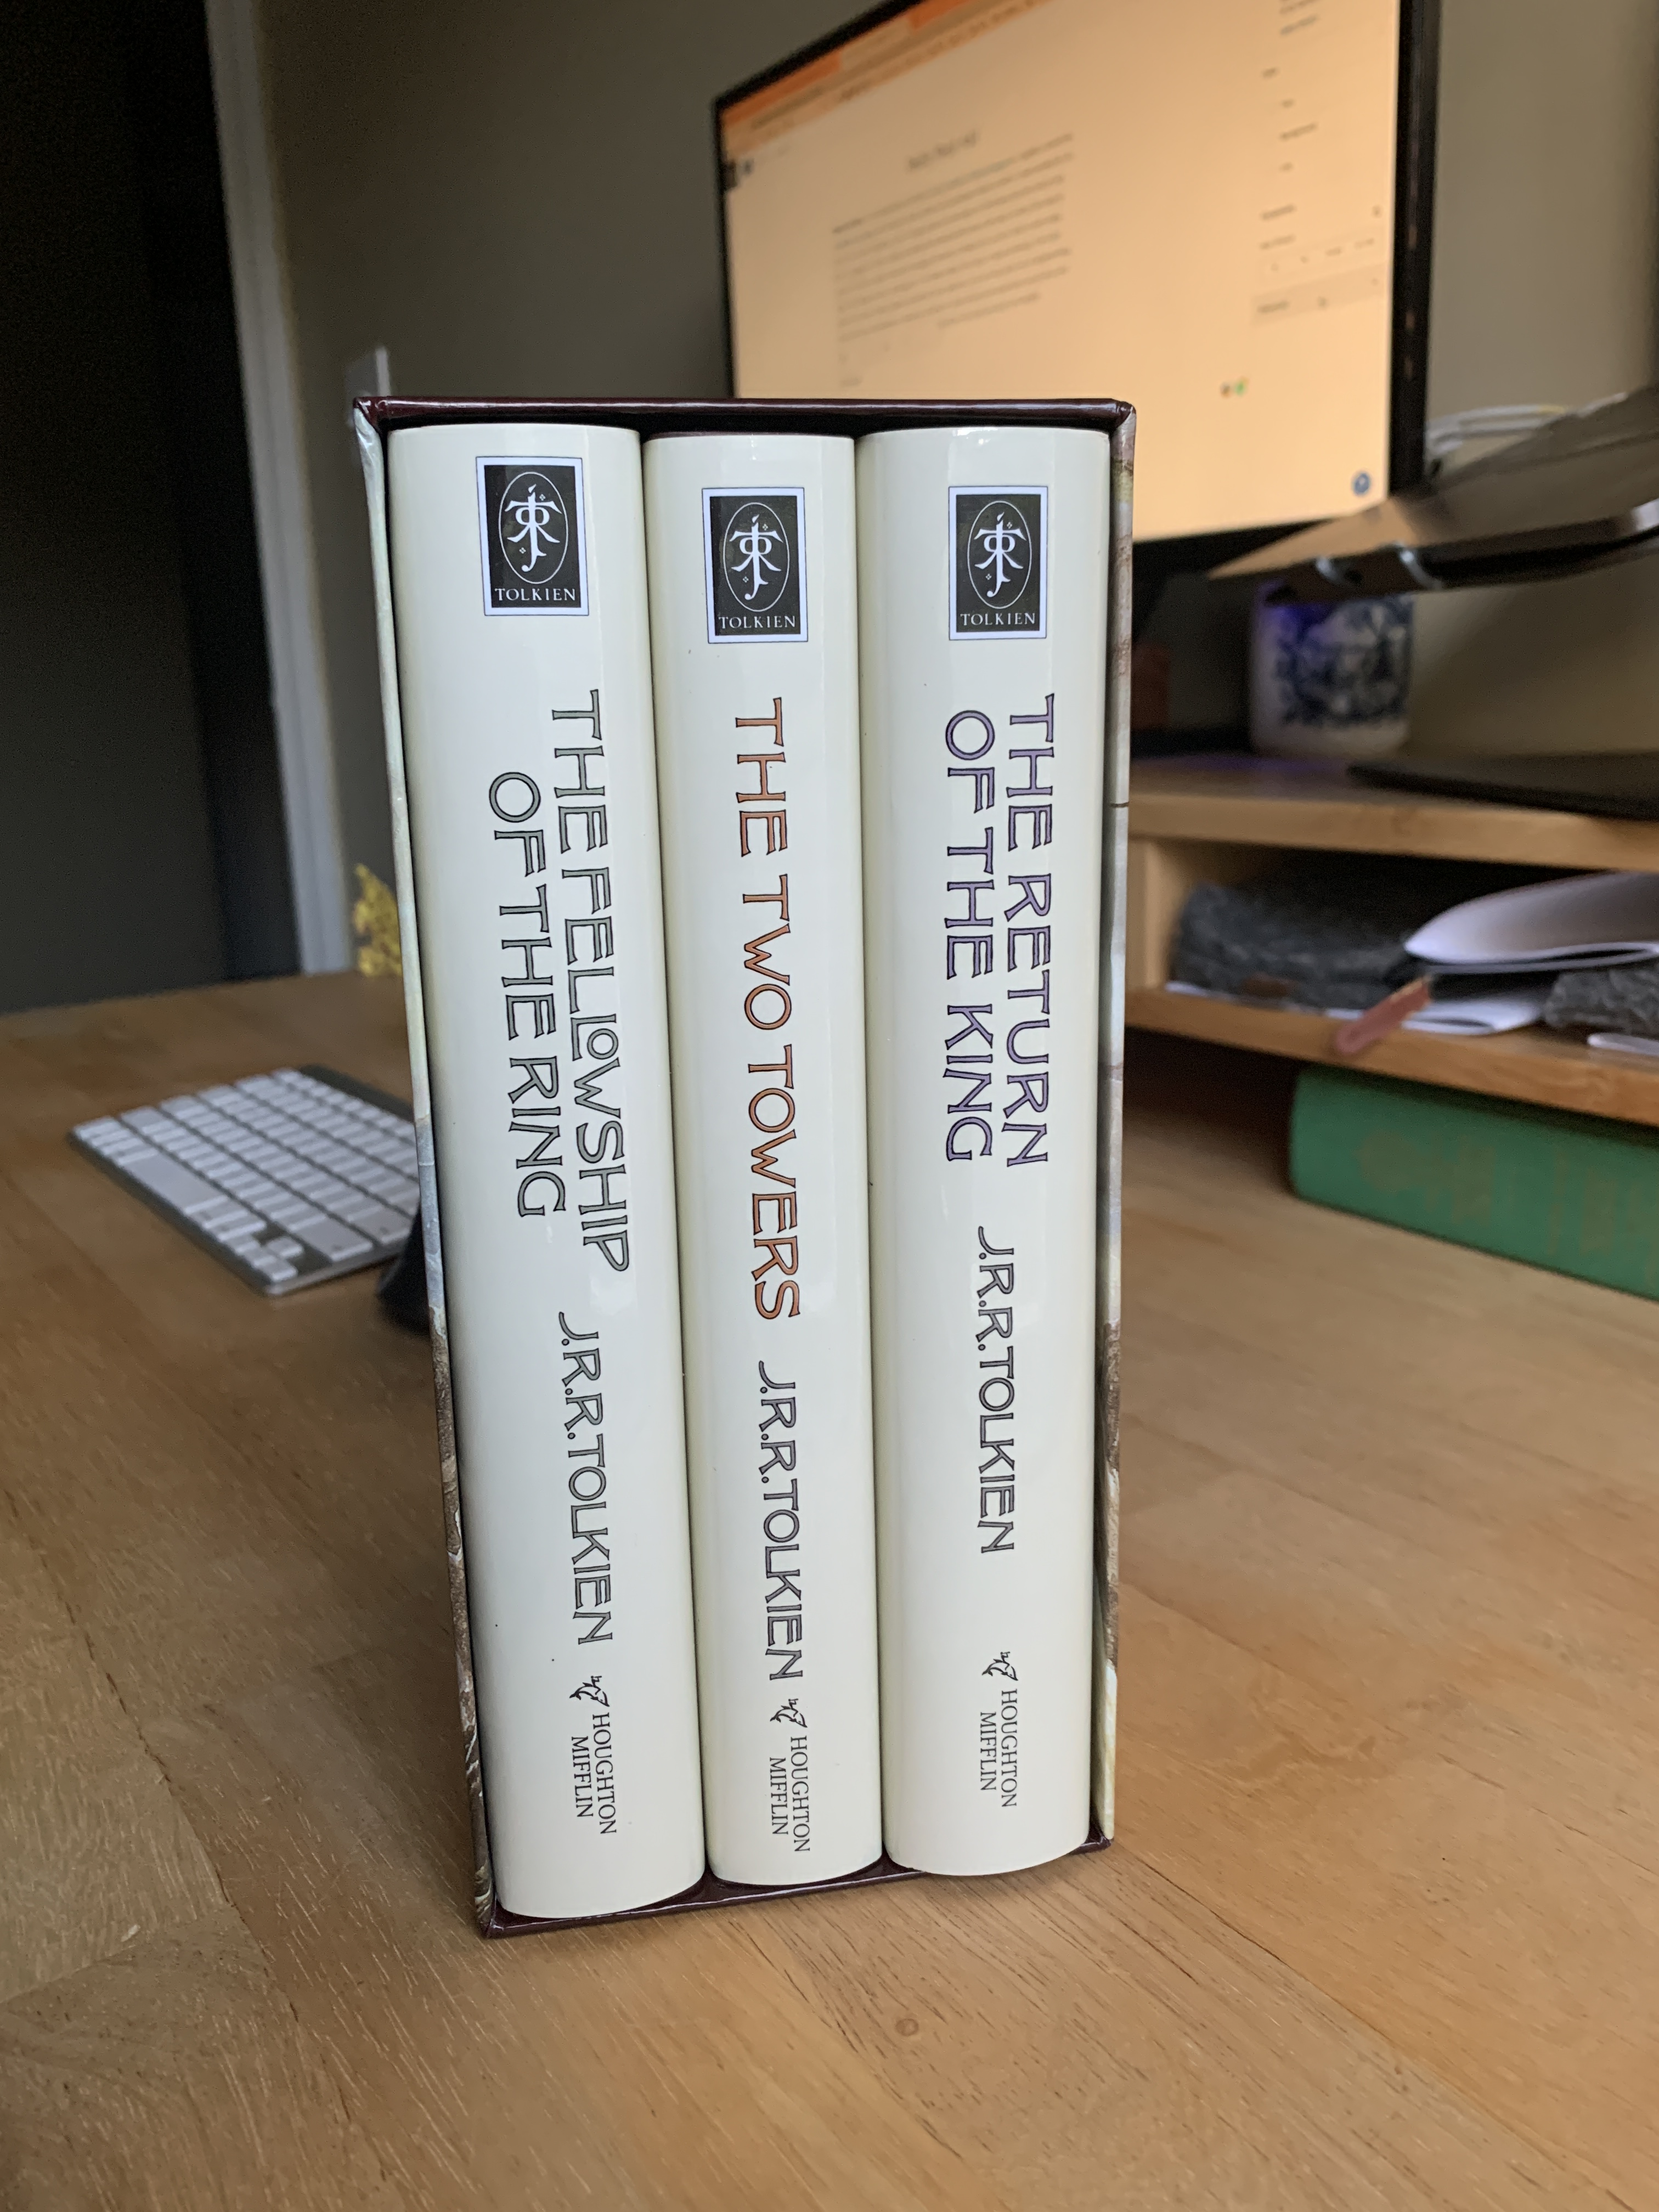 TOLKIEN
THE FELLOWSHIP
OF THE RING
J.R.R. TOLKIEN
HOUGHTON
MIFFLIN
TOLKIEN
THE TWO TOWERS
J.R.R. TOLKIEN
HOUGHTON
MIFFLIN
TOLKIEN
THE RETURN
OF THE KING
J.R.R. TOLKIEN
HOUGHTON
MIFFLIN